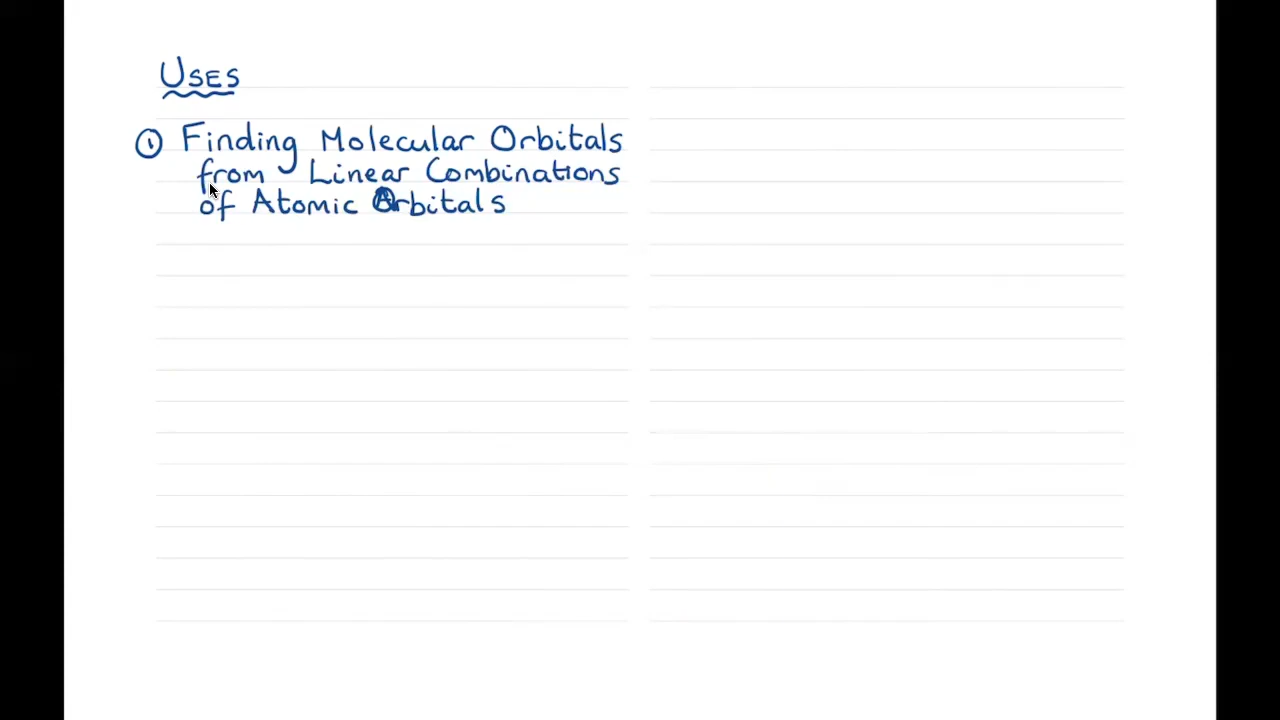 USES
① Finding Molecular Orbitals
from Linear Combinations
of Atomic Orbitals